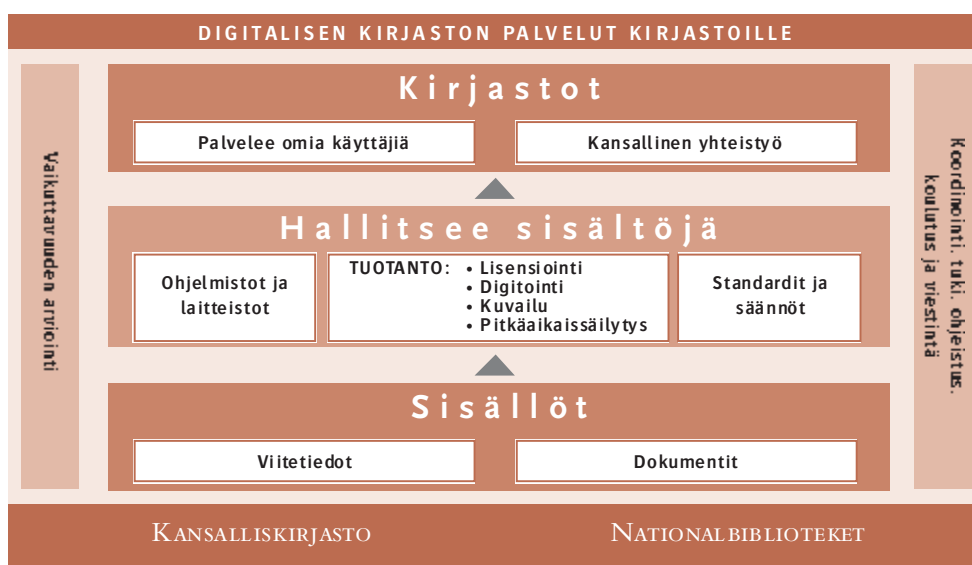 DIGITALISEN KIRJASTON PALVELUT KIRJASTOILLE
Vaikuttavuuden arviointi
Kirjastot
Palvelee omia käyttäjiä
Kansallinen yhteistyö
Hallitsee sisältöjä
Ohjelmistot ja
laitteistot
TUOTANTO: • Lisensiointi
• Digitointi
• Kuvailu
• Pitkäaikaissäilytys
Standardit ja
säännöt
Sisällöt
Viitetiedot
Dokumentit
Koordinointi, tuki, ohjeistus,
koulutus ja viestintä
KANSALLISKIRJASTO
NATIONALBIBLIOTEKET